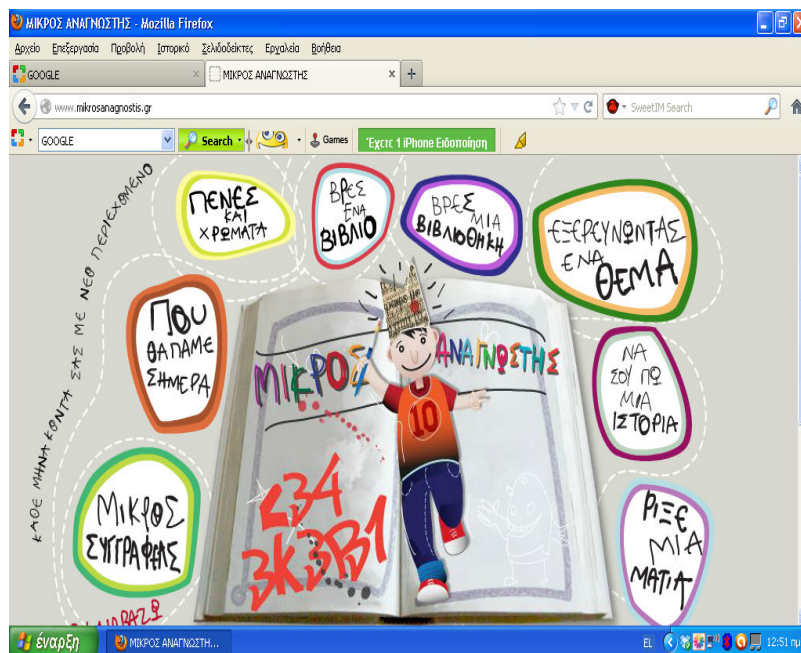 ΜΙΚΡΟΣ ΑΝΑΓΝΩΣΤΗΣ - Mozilla Firefox
Αρχείο Επεξεργασία Προβολή Ιστορικό Σελιδοδείκτες Εργαλεία Βοήθεια
GOOGLE ΜΙΚΡΟΣ ΑΝΑΓΝΩΣΤΗΣ
www.mikrosanagnostis.gr SweetIM Search
GOOGLE Search Games Έχετε 1 iPhone Ειδοποίηση
ΚΑΘΕ ΜΗΝΑ ΚΟΝΤΑ ΣΑΣ ΜΕ ΝΕΟ ΠΕΡΙΕΧΟΜΕΝΟ
ΠΕΝΕΣ
ΚΑΙ
ΧΡΩΜΑΤΑ
ΒΡΕΣ
ΕΝΑ
ΒΙΒΛΙΟ
ΒΡΕΣ
ΜΙΑ
ΒΙΒΛΙΟΘΗΚΗ
ΕΞΕΡΕΥΝΩΝΤΑΣ
ΕΝΑ
ΘΕΜΑ
ΠΟΥ
ΘΑ ΠΑΜΕ
ΣΗΜΕΡΑ
ΜΙΚΡΟΣ ΑΝΑΓΝΩΣΤΗΣ
10
ΝΑ
ΣΟΥ ΠΩ
ΜΙΑ
ΙΣΤΟΡΙΑ
ΜΙΚΡΟΣ
ΣΥΓΓΡΑΦΕΑΣ
ΡΙΞΕ
ΜΙΑ
ΜΑΤΙΑ
έναρξη ΜΙΚΡΟΣ ΑΝΑΓΝΩΣΤΗ... EL 12:51 πμ